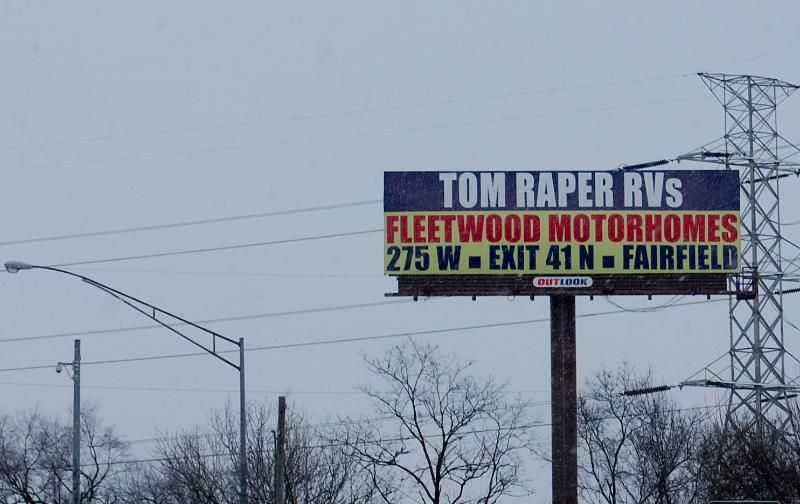 TOM RAPER RVs
FLEETWOOD MOTORHOMES
275 W ▪ EXIT 41 N ▪ FAIRFIELD
OUTLOOK